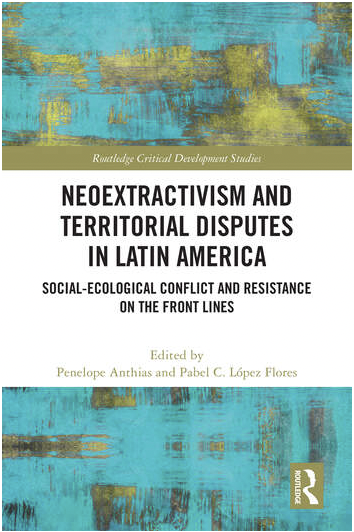 Routledge Critical Development Studies
NEOEXTRACTIVISM AND
TERRITORIAL DISPUTES
IN LATIN AMERICA
SOCIAL-ECOLOGICAL CONFLICT AND RESISTANCE
ON THE FRONT LINES
Edited by
Penelope Anthias and Pabel C. López Flores
ROUTLEDGE